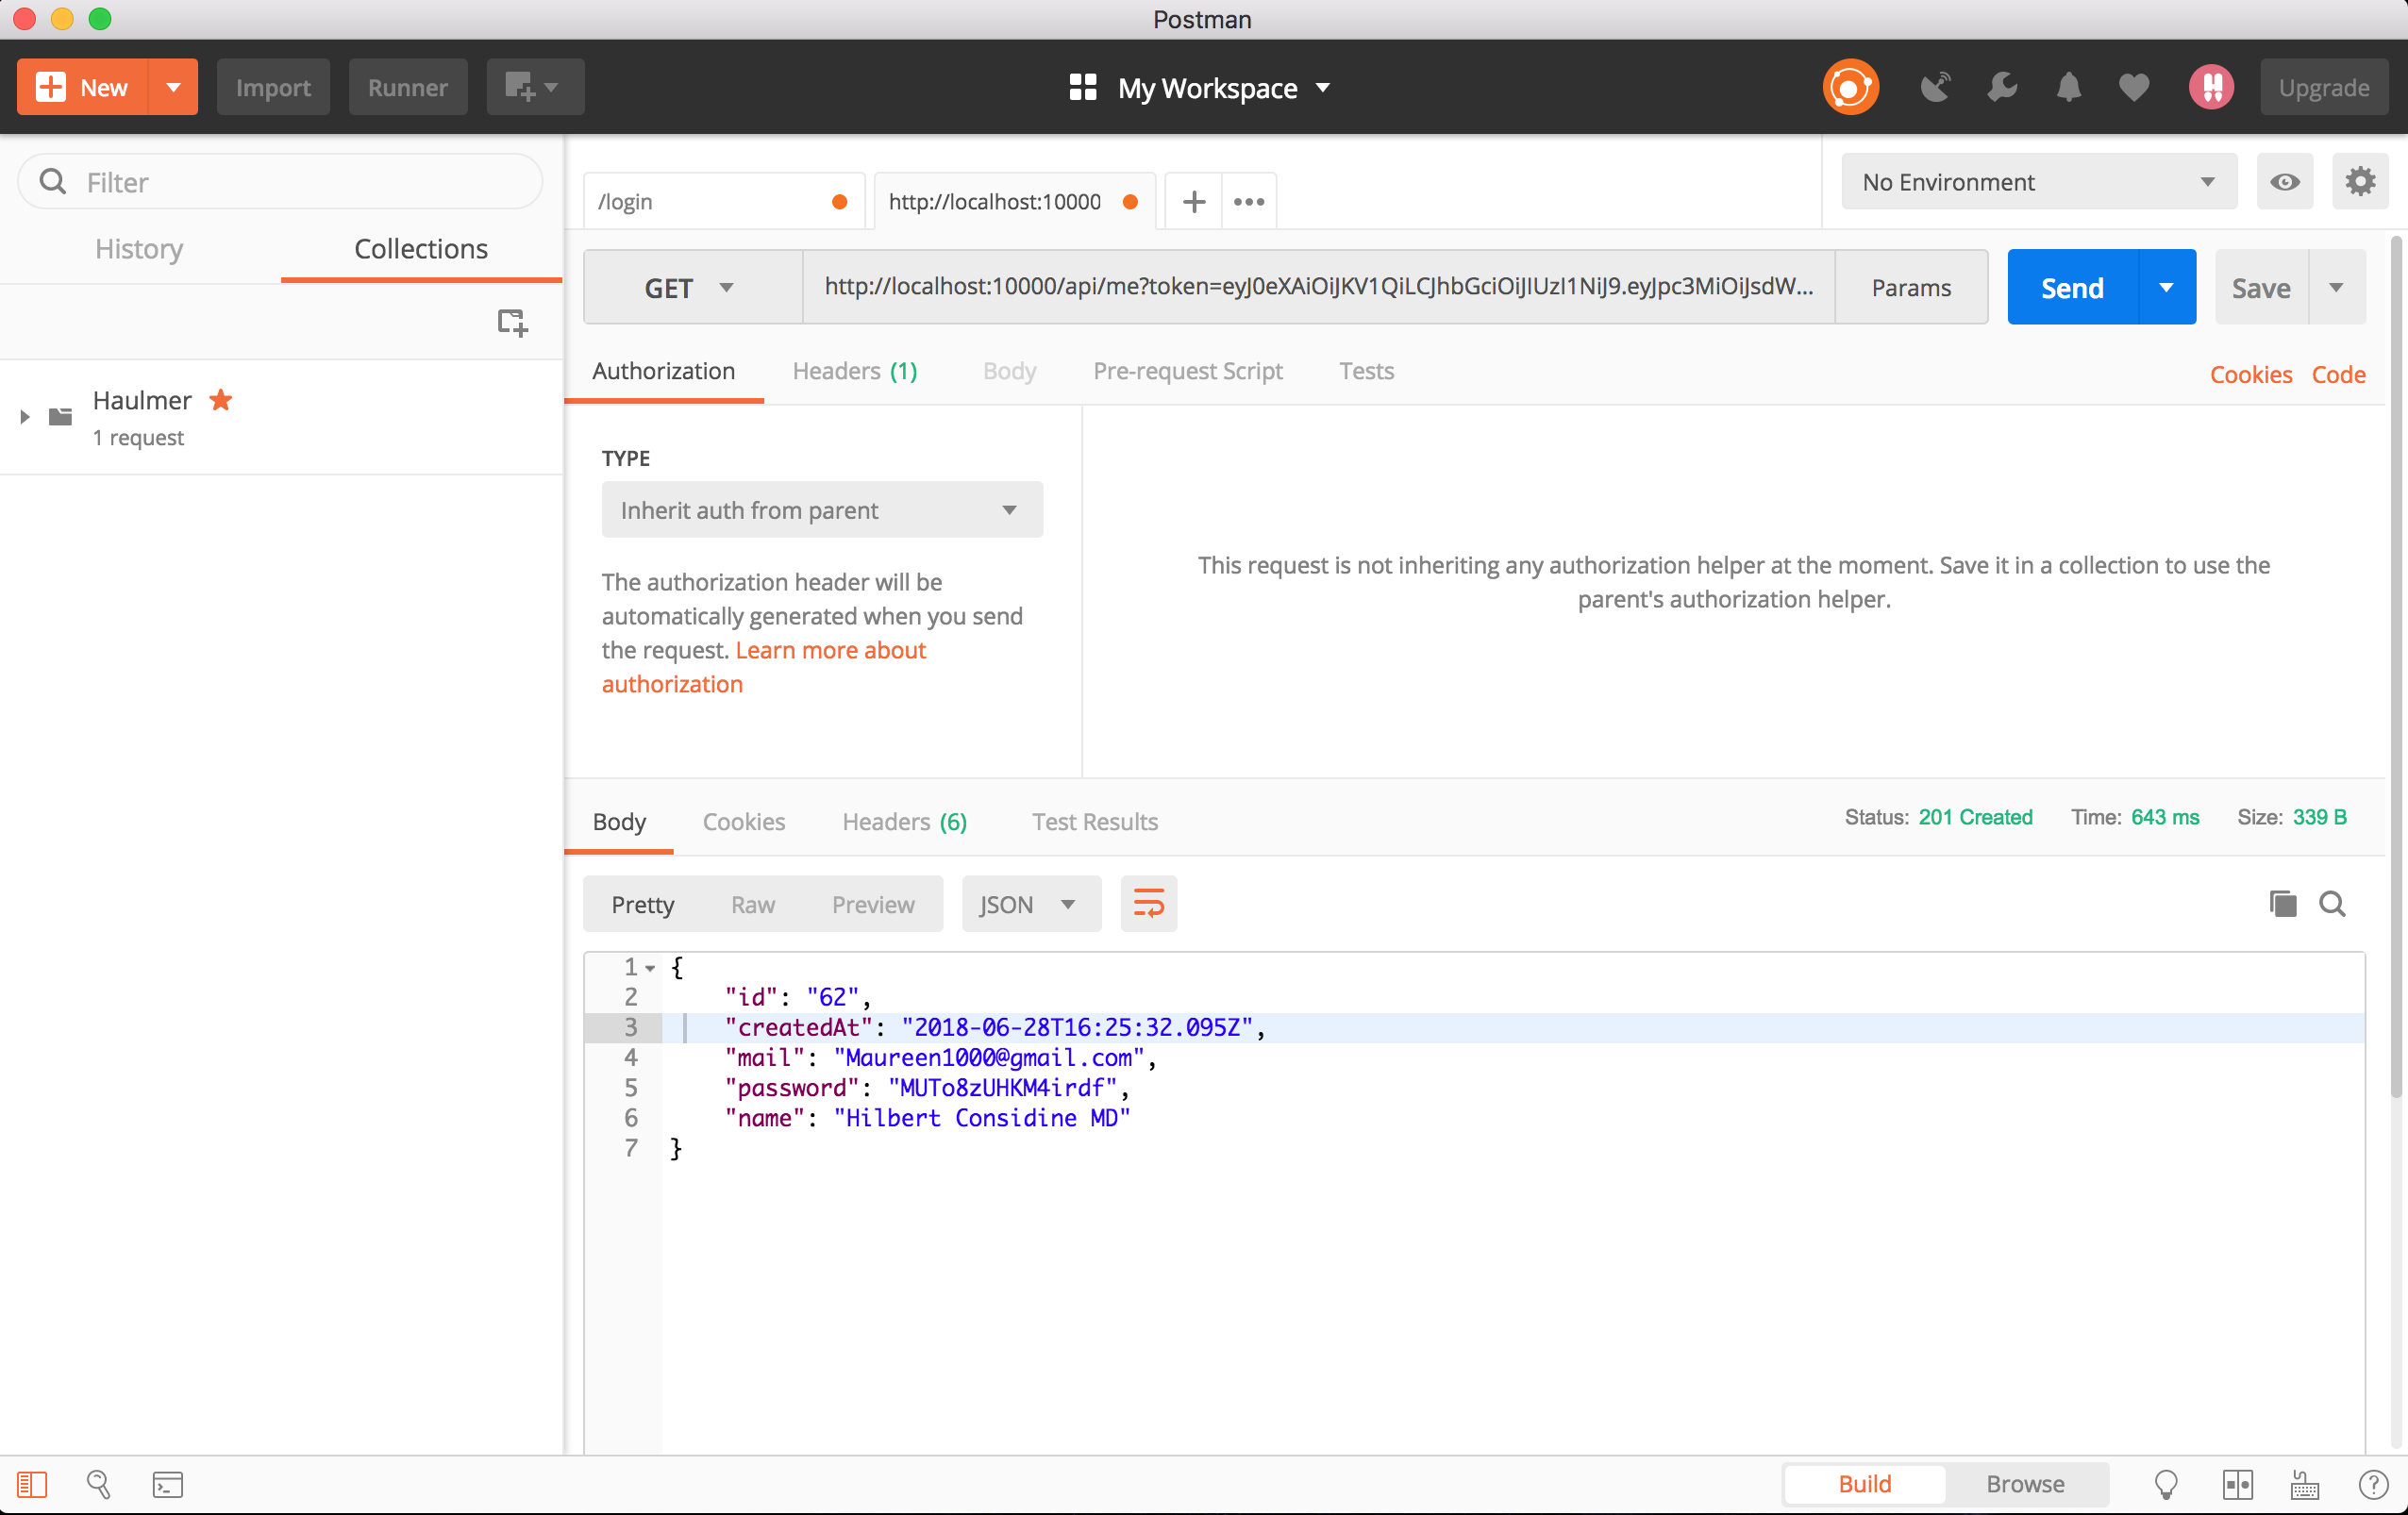 Postman
New
Import
Runner
My Workspace
Upgrade
Filter
History
Collections
Haulmer
1 request
/login
http://localhost:10000
No Environment
GET
http://localhost:10000/api/me?token=eyJ0eXAiOiJKV1QiLCJhbGciOiJIUzI1NiJ9.eyJpc3MiOiJsdW...
Params
Send
Save
Authorization
Headers (1)
Body
Pre-request Script
Tests
Cookies
Code
TYPE
Inherit auth from parent
The authorization header will be
automatically generated when you send
the request. Learn more about
authorization
This request is not inheriting any authorization helper at the moment. Save it in a collection to use the
parent's authorization helper.
Body
Cookies
Headers (6)
Test Results
Status: 201 Created
Time: 643 ms
Size: 339 B
Pretty
Raw
Preview
JSON
1 {
2 "id": "62",
3 "createdAt": "2018-06-28T16:25:32.095Z",
4 "mail": "Maureen1000@gmail.com",
5 "password": "MUTo8zUHKM4irdf",
6 "name": "Hilbert Considine MD"
7 }
Build
Browse